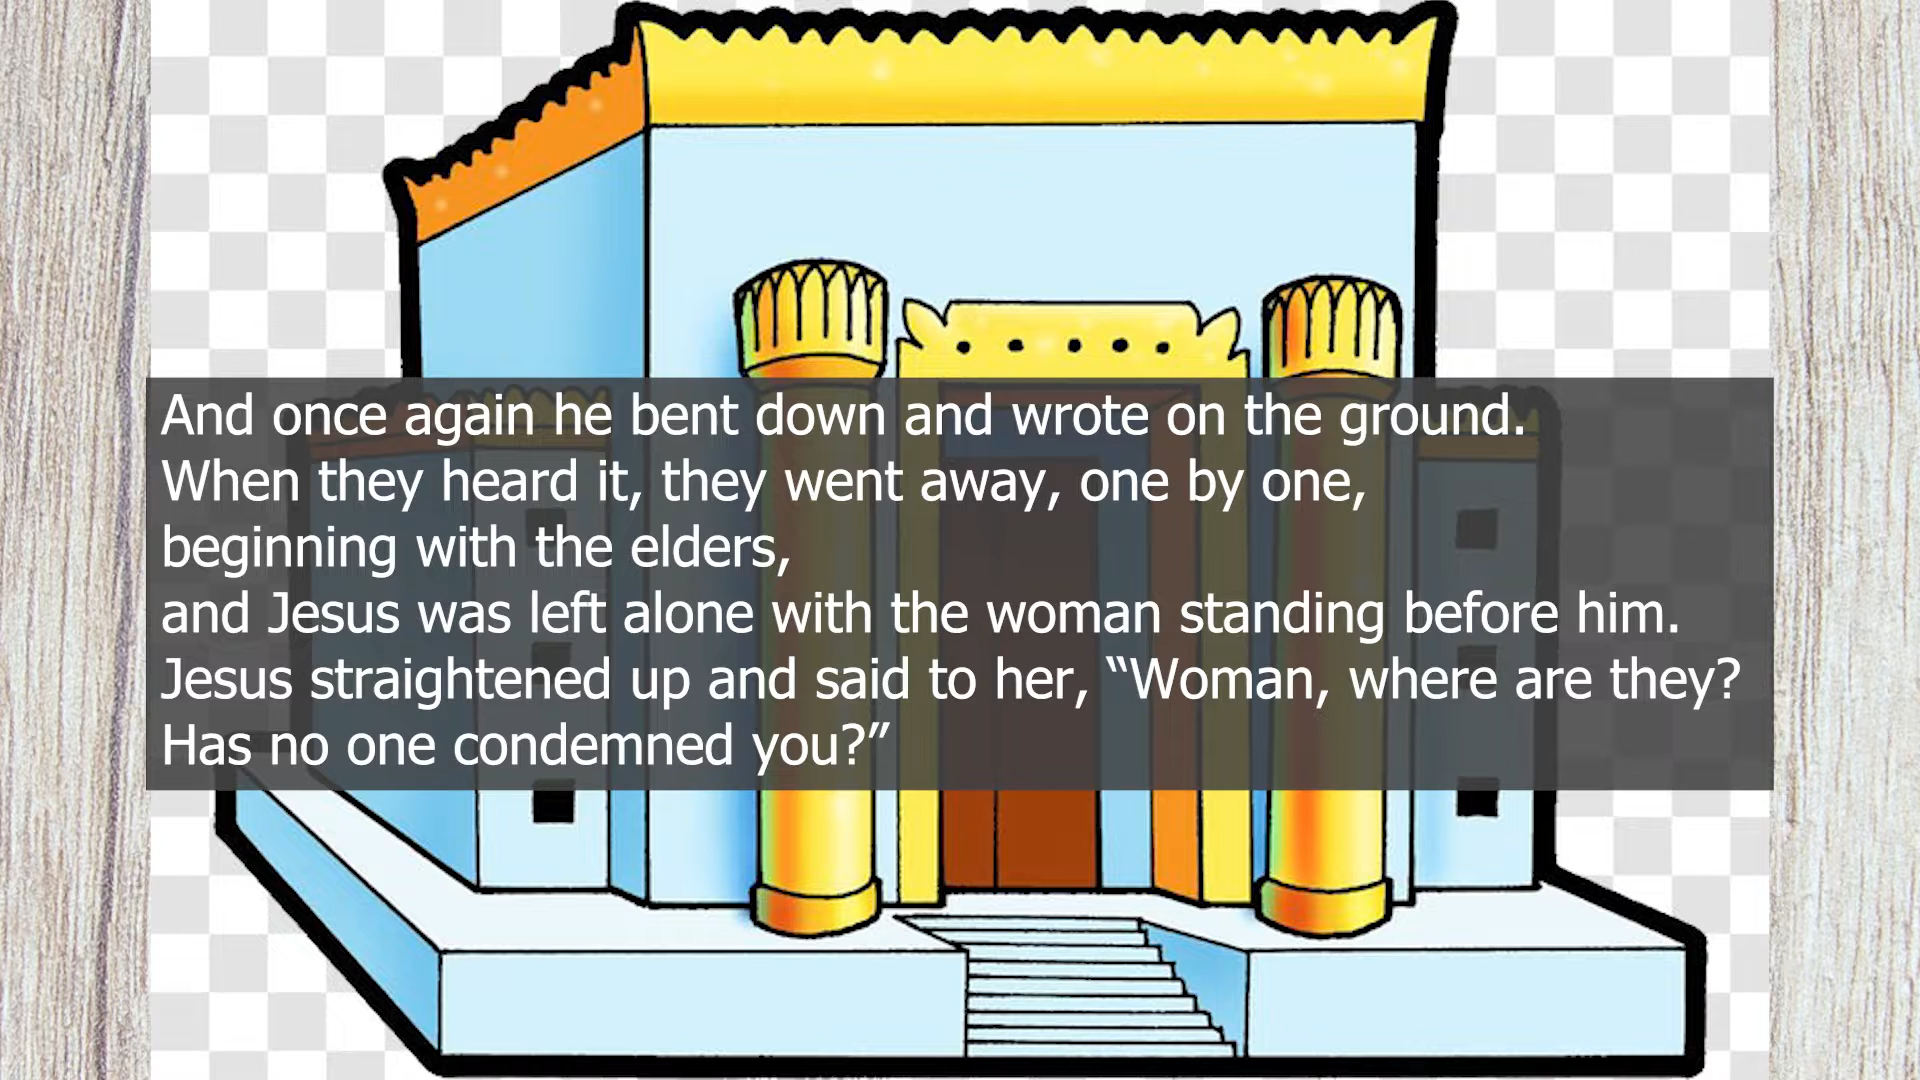 And once again he bent down and wrote on the ground.
When they heard it, they went away, one by one,
beginning with the elders,
and Jesus was left alone with the woman standing before him.
Jesus straightened up and said to her, “Woman, where are they?
Has no one condemned you?”